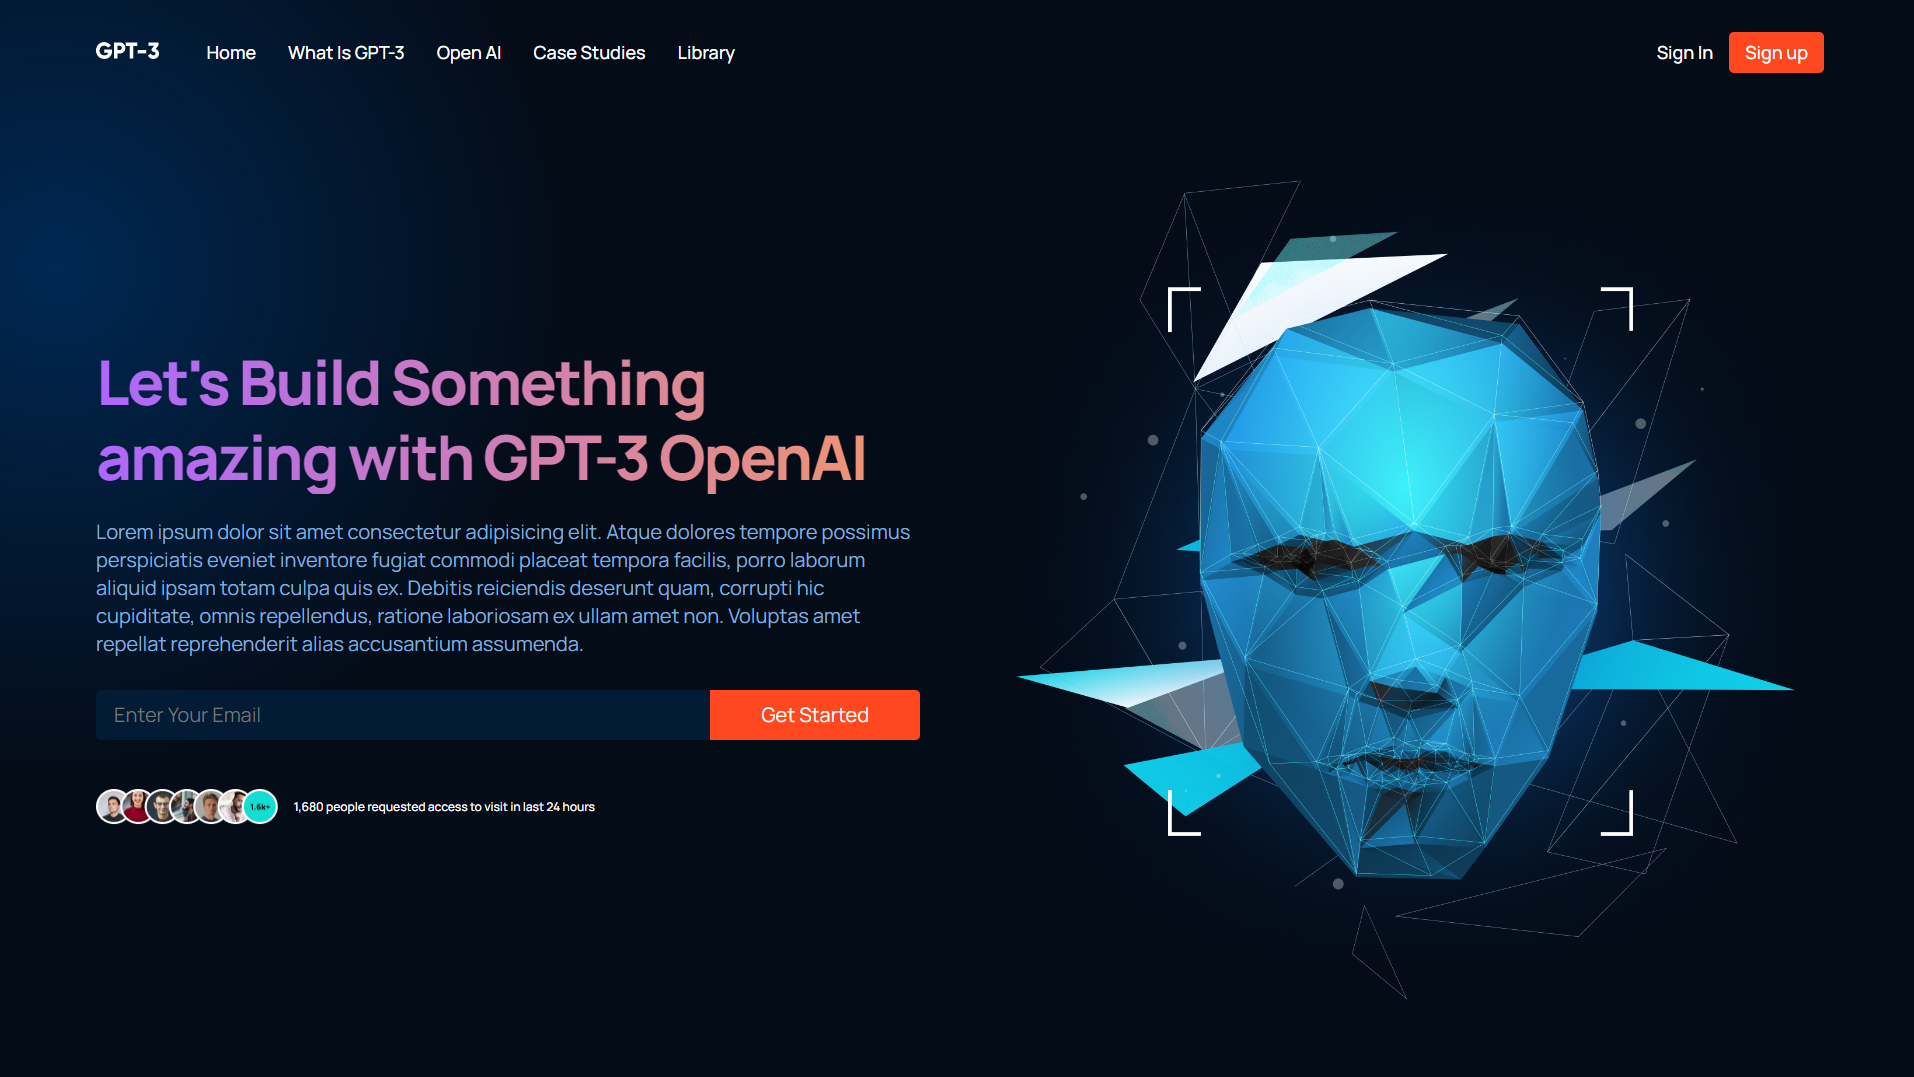 GPT-3
Home
What Is GPT-3
Open AI
Case Studies
Library
Sign In
Sign up
Let's Build Something
amazing with GPT-3 OpenAI
Lorem ipsum dolor sit amet consectetur adipisicing elit. Atque dolores tempore possimus
perspiciatis eveniet inventore fugiat commodi placeat tempora facilis, porro laborum
aliquid ipsam totam culpa quis ex. Debitis reiciendis deserunt quam, corrupti hic
cupiditate, omnis repellendus, ratione laboriosam ex ullam amet non. Voluptas amet
repellat reprehenderit alias accusantium assumenda.
Enter Your Email
Get Started
1.6k+
1,680 people requested access to visit in last 24 hours